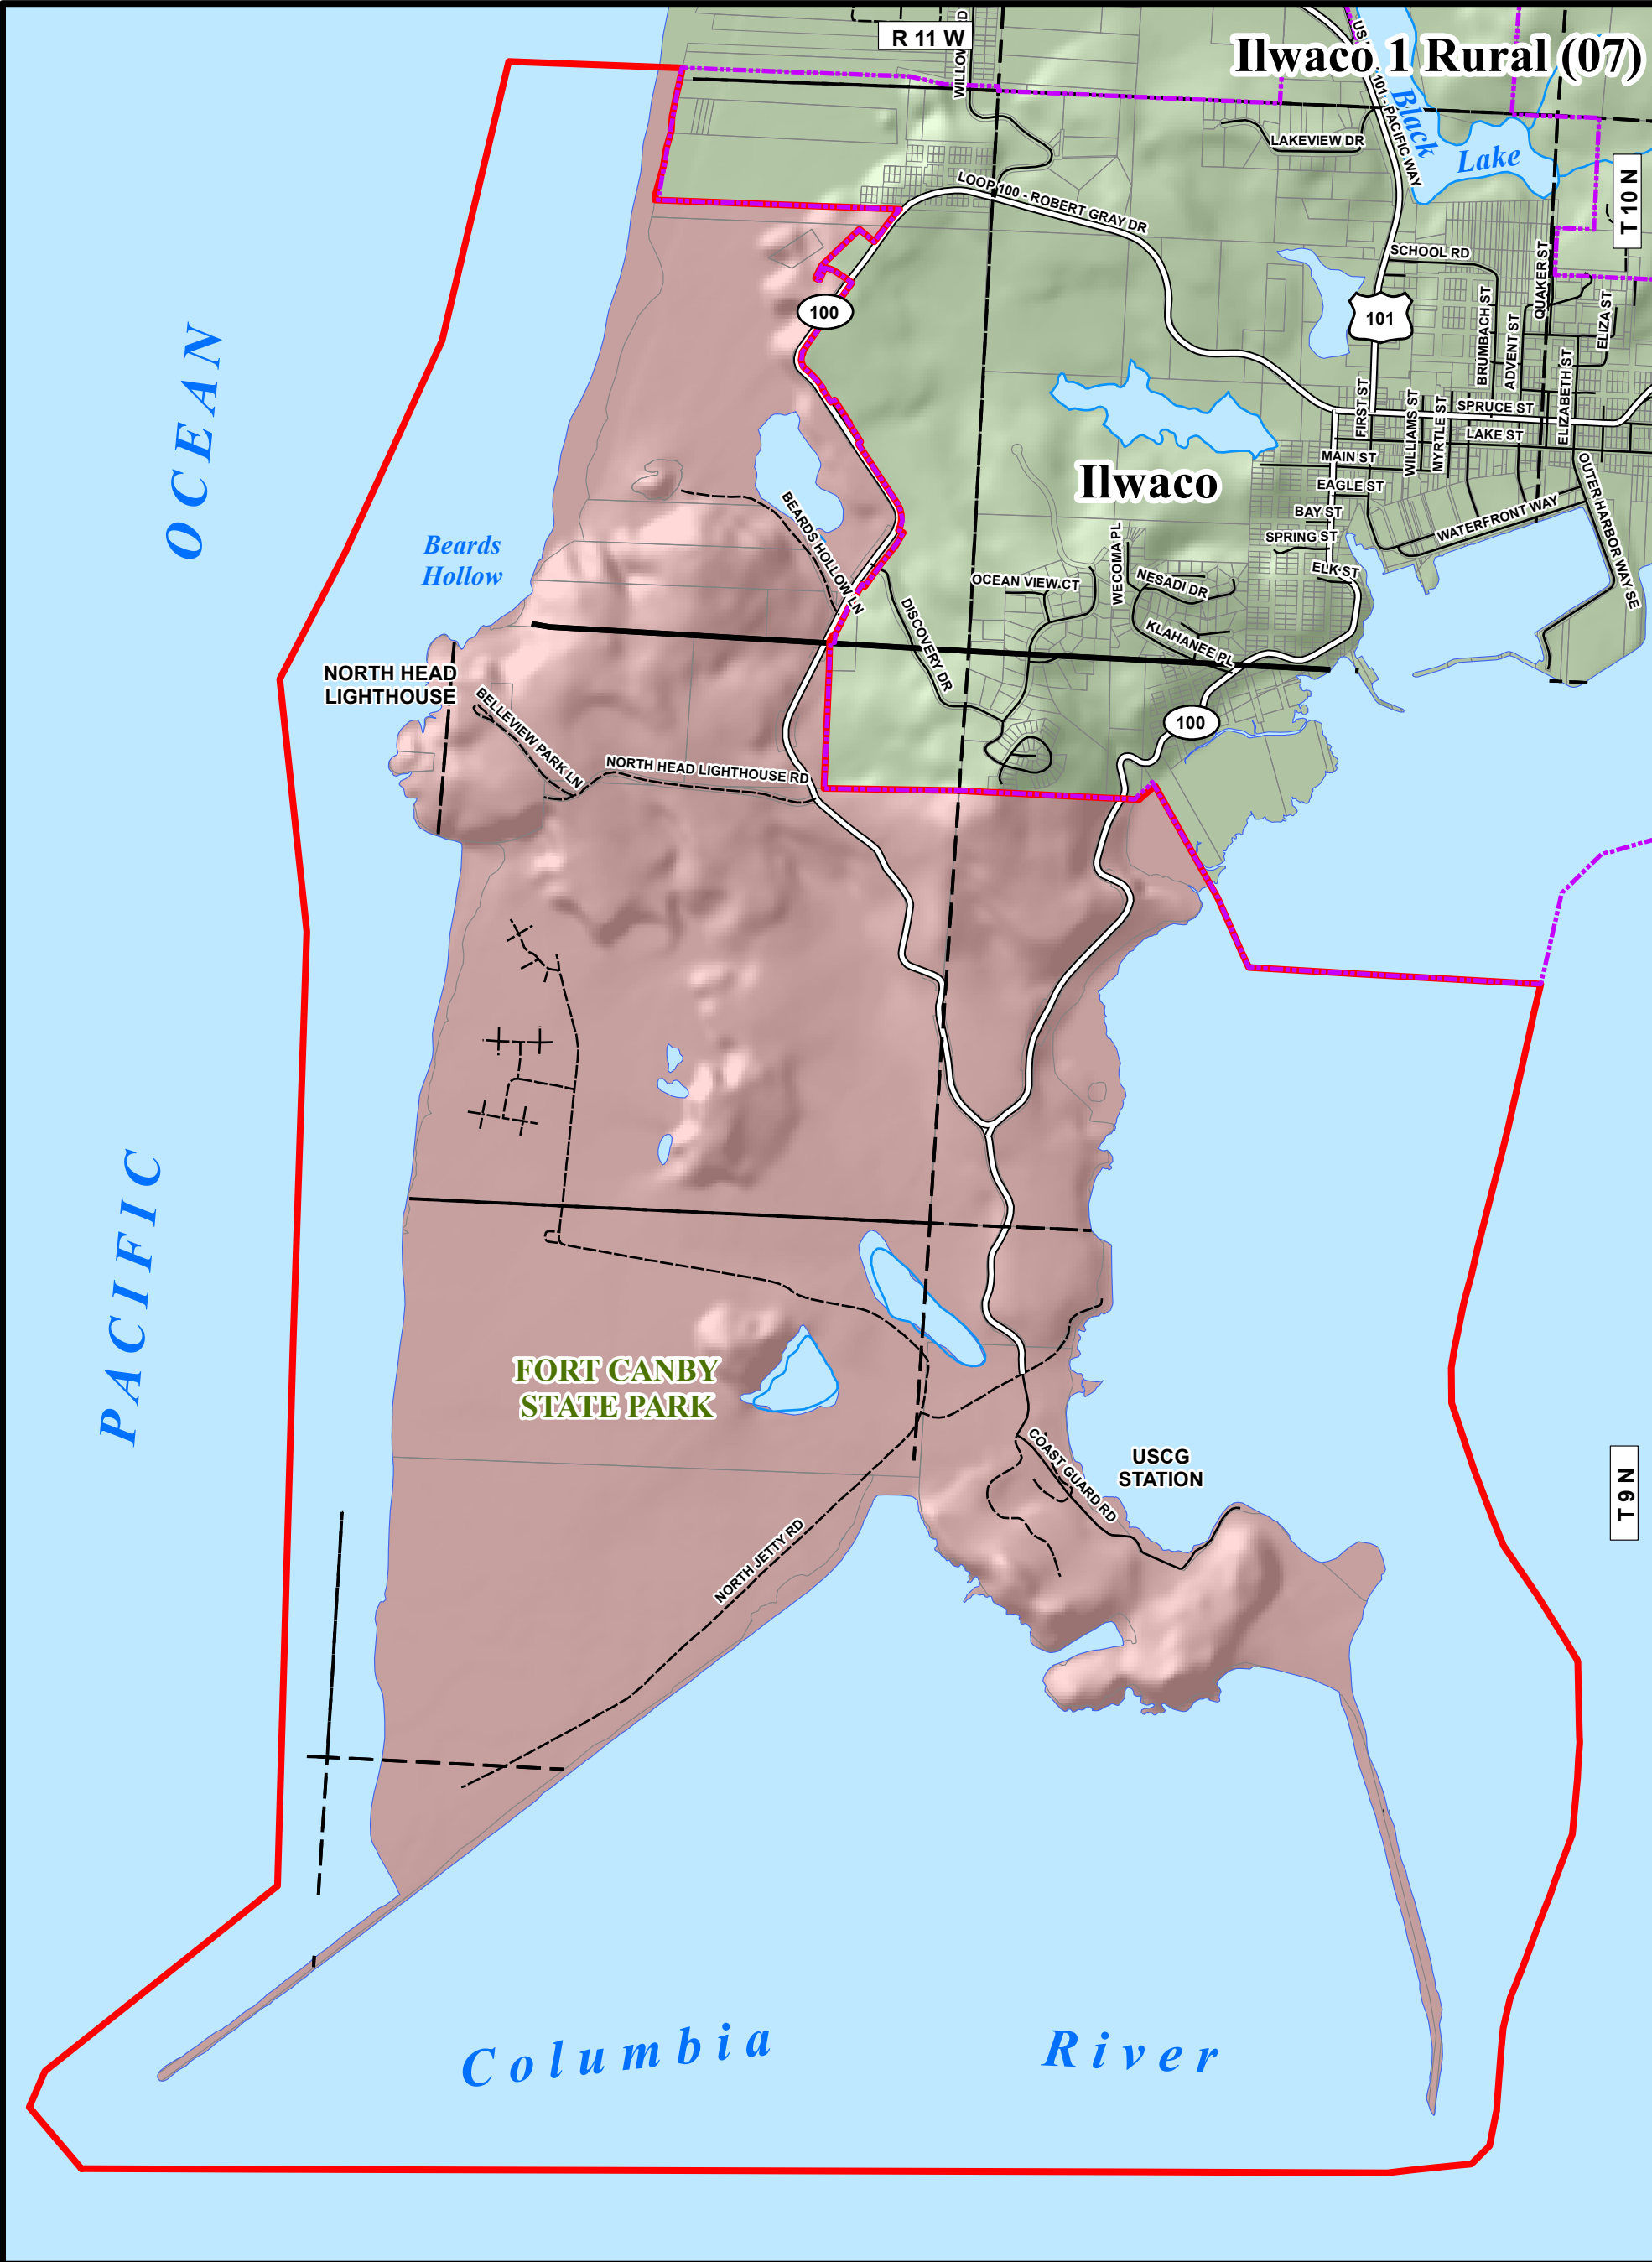 R 11 W
WILLOW
D
US
101 - PACIFIC WAY
Ilwaco 1 Rural (07)
Black
Lake
LAKEVIEW DR
T 10 N
LOOP 100 - ROBERT GRAY DR
SCHOOL RD
QUAKER ST
BRUMBACH ST
ADVENT ST
ELIZA ST
100
101
OCEAN
FIRST ST
WILLIAMS ST
MYRTLE ST
ELIZABETH ST
SPRUCE ST
LAKE ST
MAIN ST
EAGLE ST
BAY ST
SPRING ST
ELK ST
WATERFRONT WAY
OUTER HARBOR WAY SE
Ilwaco
Beards
Hollow
BEARDS HOLLOW LN
OCEAN VIEW CT
WECOMA PL
NESADI DR
KLAHANEE PL
DISCOVERY DR
NORTH HEAD
LIGHTHOUSE
BELLEVIEW PARK LN
NORTH HEAD LIGHTHOUSE RD
100
PACIFIC
FORT CANBY
STATE PARK
COAST GUARD RD
USCG
STATION
T 9 N
NORTH JETTY RD
Columbia River